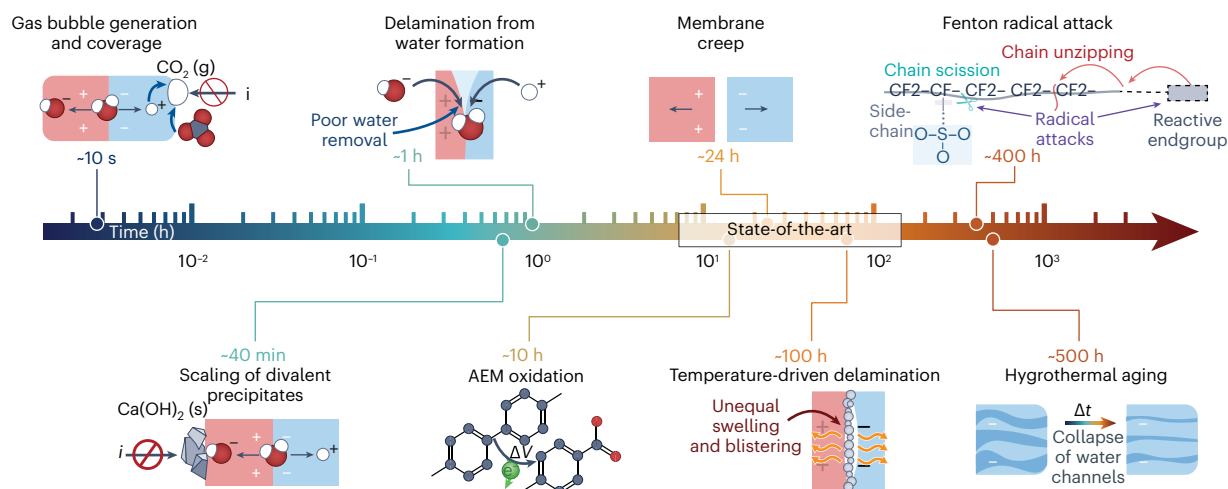 Gas bubble generation
and coverage
CO2 (g)
− + − + i
~10 s
Delamination from
water formation
− + − +
Poor water
removal
~1 h
Membrane
creep
+ −
+ −
~24 h
Fenton radical attack
Chain unzipping
Chain scission
CF2–CF– CF2– CF2–CF2–
Side-
chain
Radical
attacks
Reactive
endgroup
O–S–O
O
~400 h
Time (h)
State-of-the-art
10⁻² 10⁻¹ 10⁰ 10¹ 10² 10³
~40 min
Scaling of divalent
precipitates
Ca(OH)2 (s)
i − + − +
~10 h
AEM oxidation
ΔV
e
~100 h
Temperature-driven delamination
Unequal
swelling
and blistering
+ −
+ −
~500 h
Hygrothermal aging
Δt
Collapse
of water
channels
− −